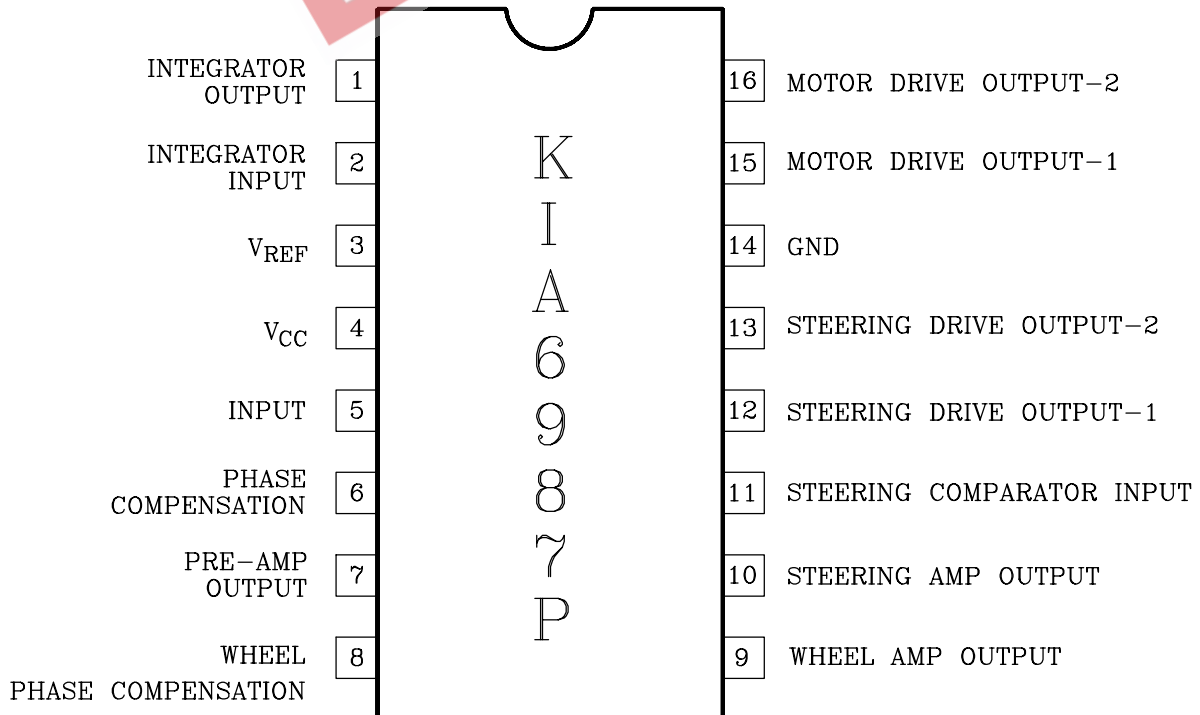 INTEGRATOR
OUTPUT
1
INTEGRATOR
INPUT
2
VREF
3
VCC
4
INPUT
5
PHASE
COMPENSATION
6
PRE-AMP
OUTPUT
7
WHEEL
PHASE COMPENSATION
8
K
I
A
6
9
8
7
P
16 MOTOR DRIVE OUTPUT-2
15 MOTOR DRIVE OUTPUT-1
14 GND
13 STEERING DRIVE OUTPUT-2
12 STEERING DRIVE OUTPUT-1
11 STEERING COMPARATOR INPUT
10 STEERING AMP OUTPUT
9 WHEEL AMP OUTPUT